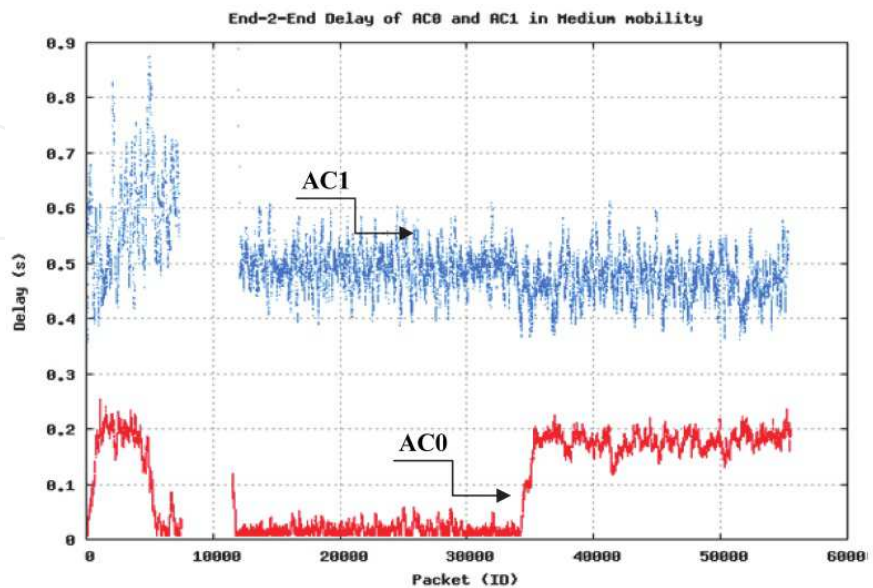 End-2-End Delay of AC0 and AC1 in Medium mobility
0.9
0.8
0.7
0.6
0.5
0.4
0.3
0.2
0.1
0
Delay (s)
AC1
AC0
0 10000 20000 30000 40000 50000 60000
Packet (ID)